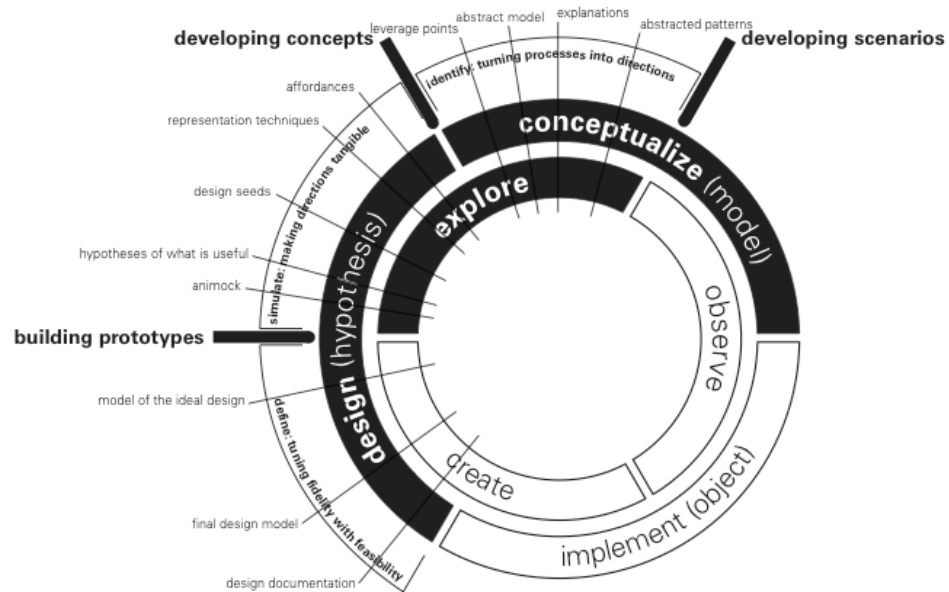 explanations
abstract model
abstracted patterns
leverage points
developing concepts
developing scenarios
identify: turning processes into directions
affordances
representation techniques
conceptualize (model)
simulate: making directions tangible
explore
design seeds
design (hypothesis)
hypotheses of what is useful
animock
observe
building prototypes
model of the ideal design
define: tuning fidelity with feasibility
create
final design model
implement (object)
design documentation